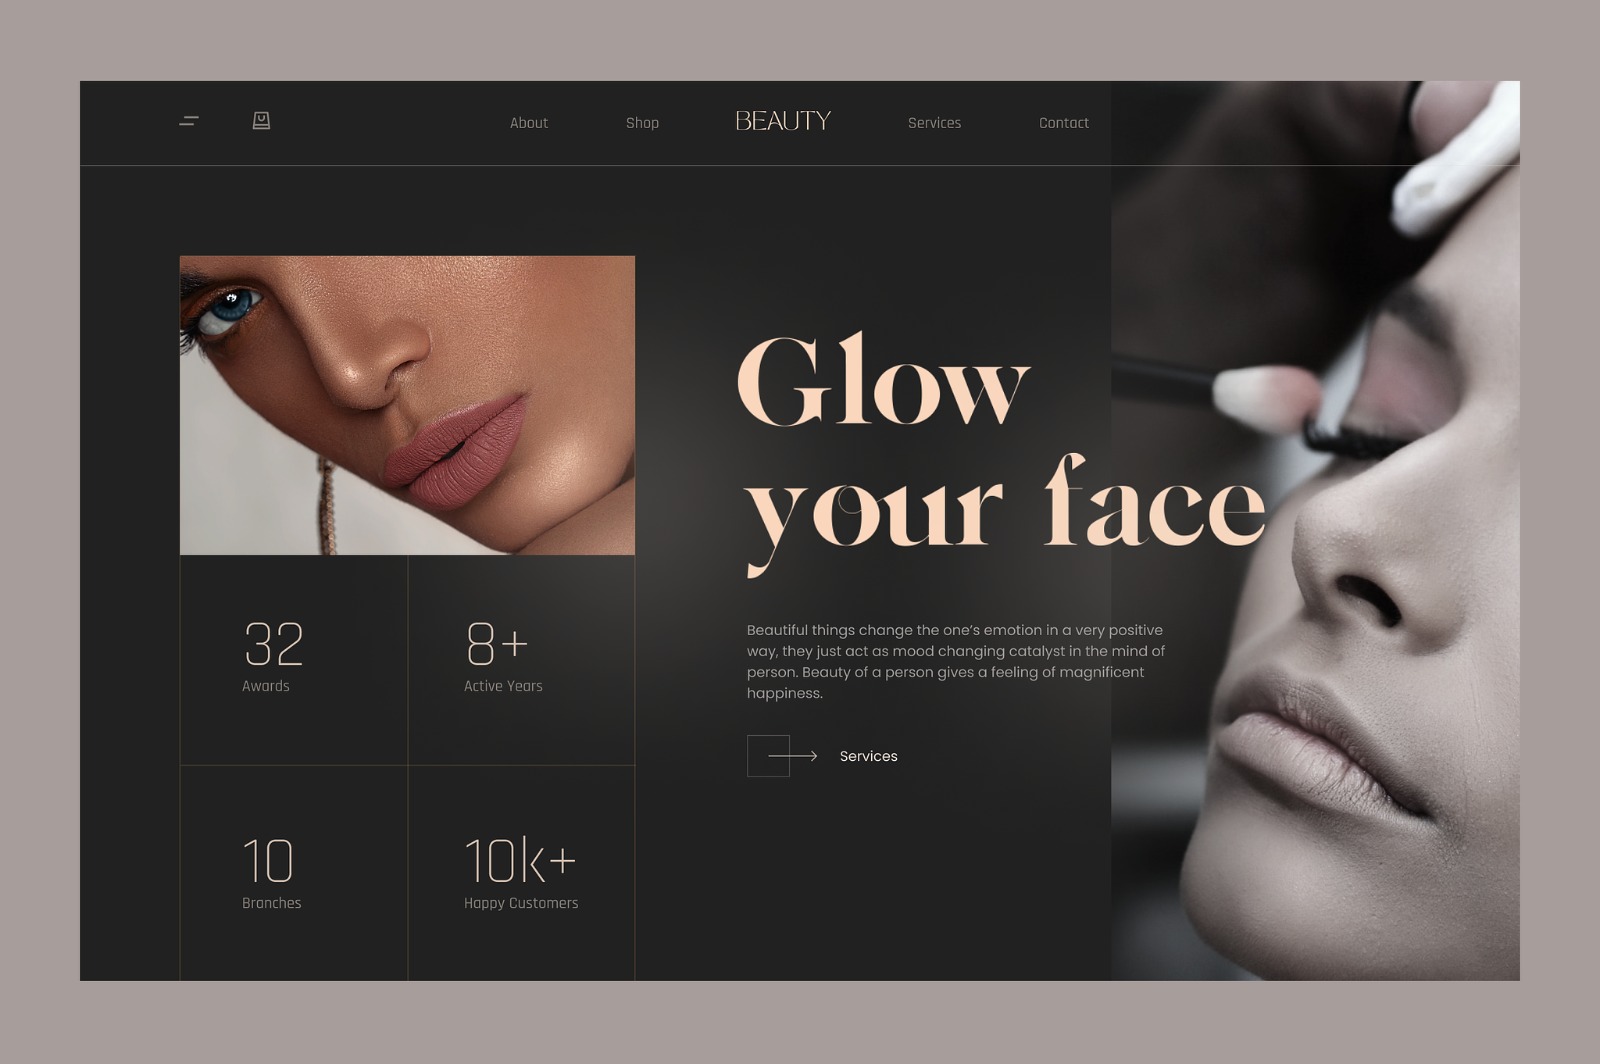 About
Shop
BEAUTY
Services
Contact
Glow
your face
Beautiful things change the one’s emotion in a very positive
way, they just act as mood changing catalyst in the mind of
person. Beauty of a person gives a feeling of magnificent
happiness.
Services
32
Awards
8+
Active Years
10
Branches
10k+
Happy Customers